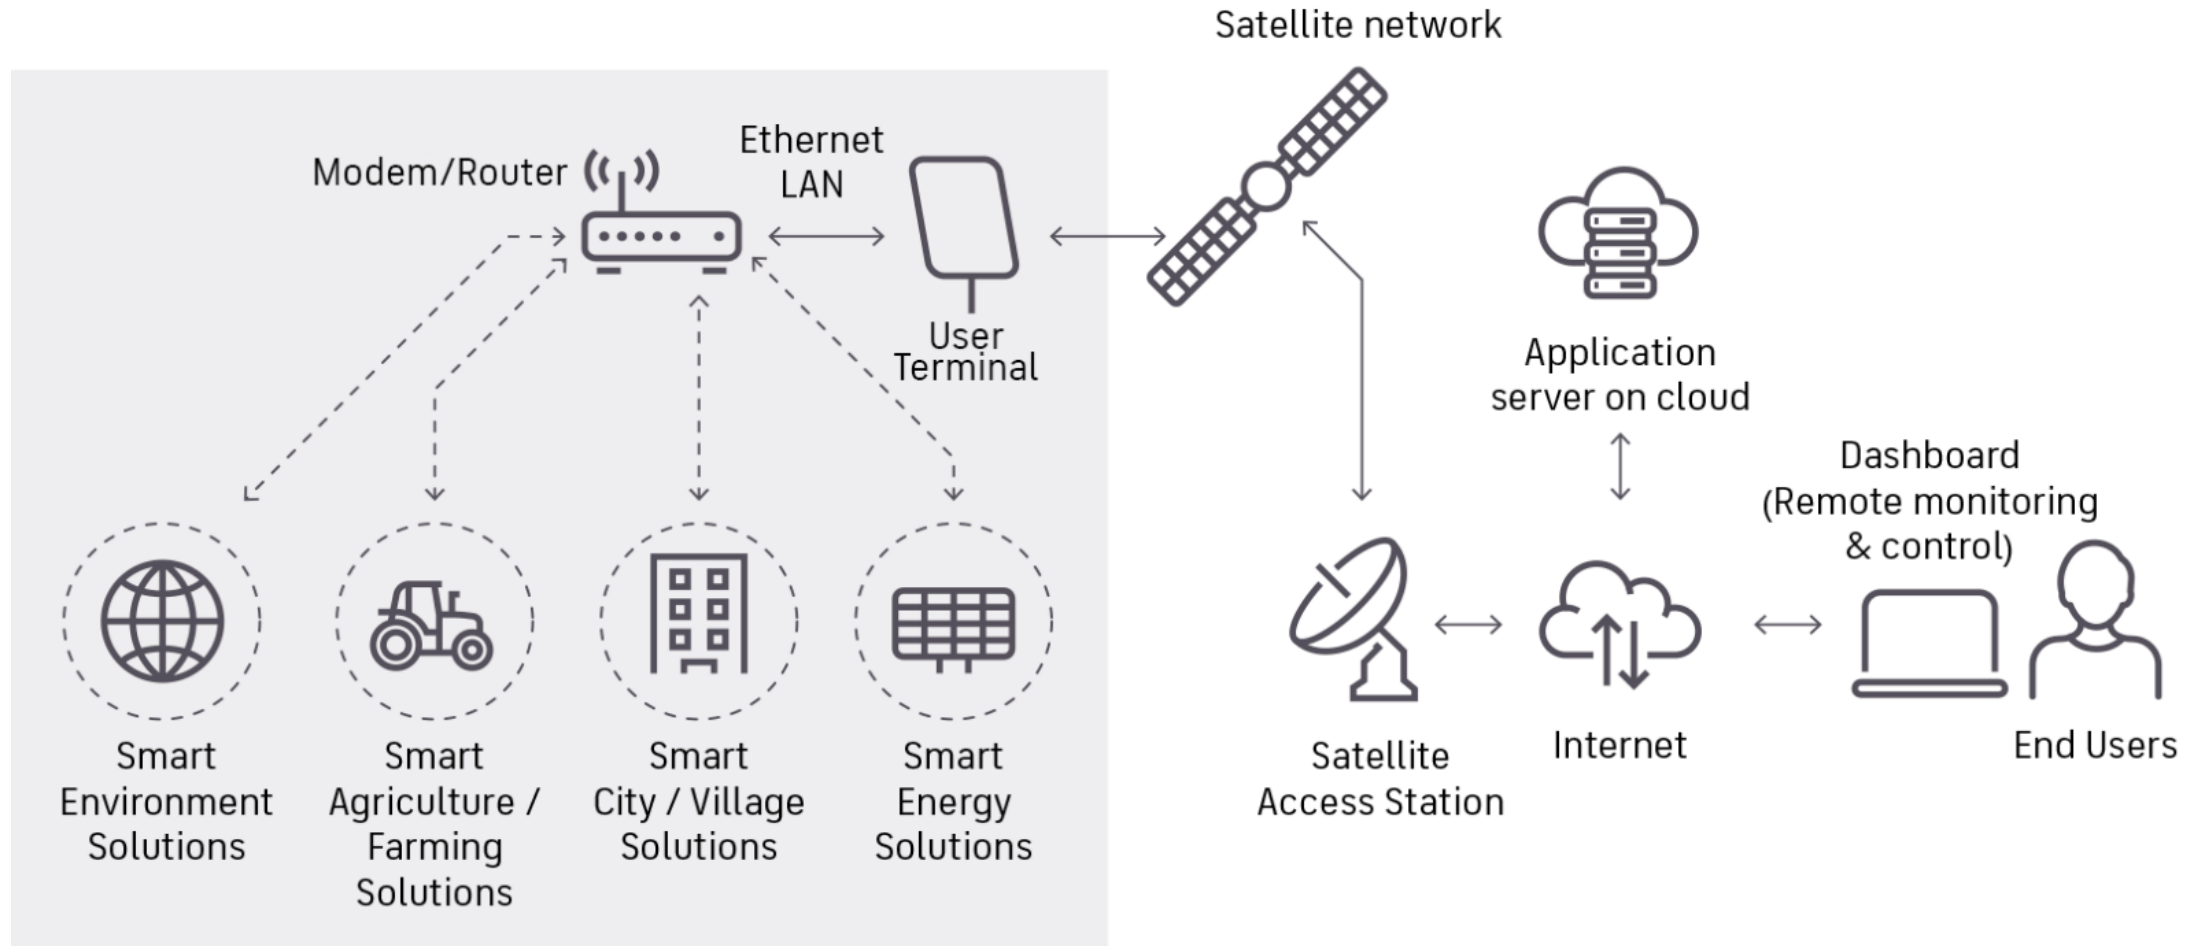 Satellite network
Modem/Router
Ethernet
LAN
User
Terminal
Application
server on cloud
Dashboard
(Remote monitoring
& control)
Smart
Environment
Solutions
Smart
Agriculture /
Farming
Solutions
Smart
City / Village
Solutions
Smart
Energy
Solutions
Satellite
Access Station
Internet
End Users